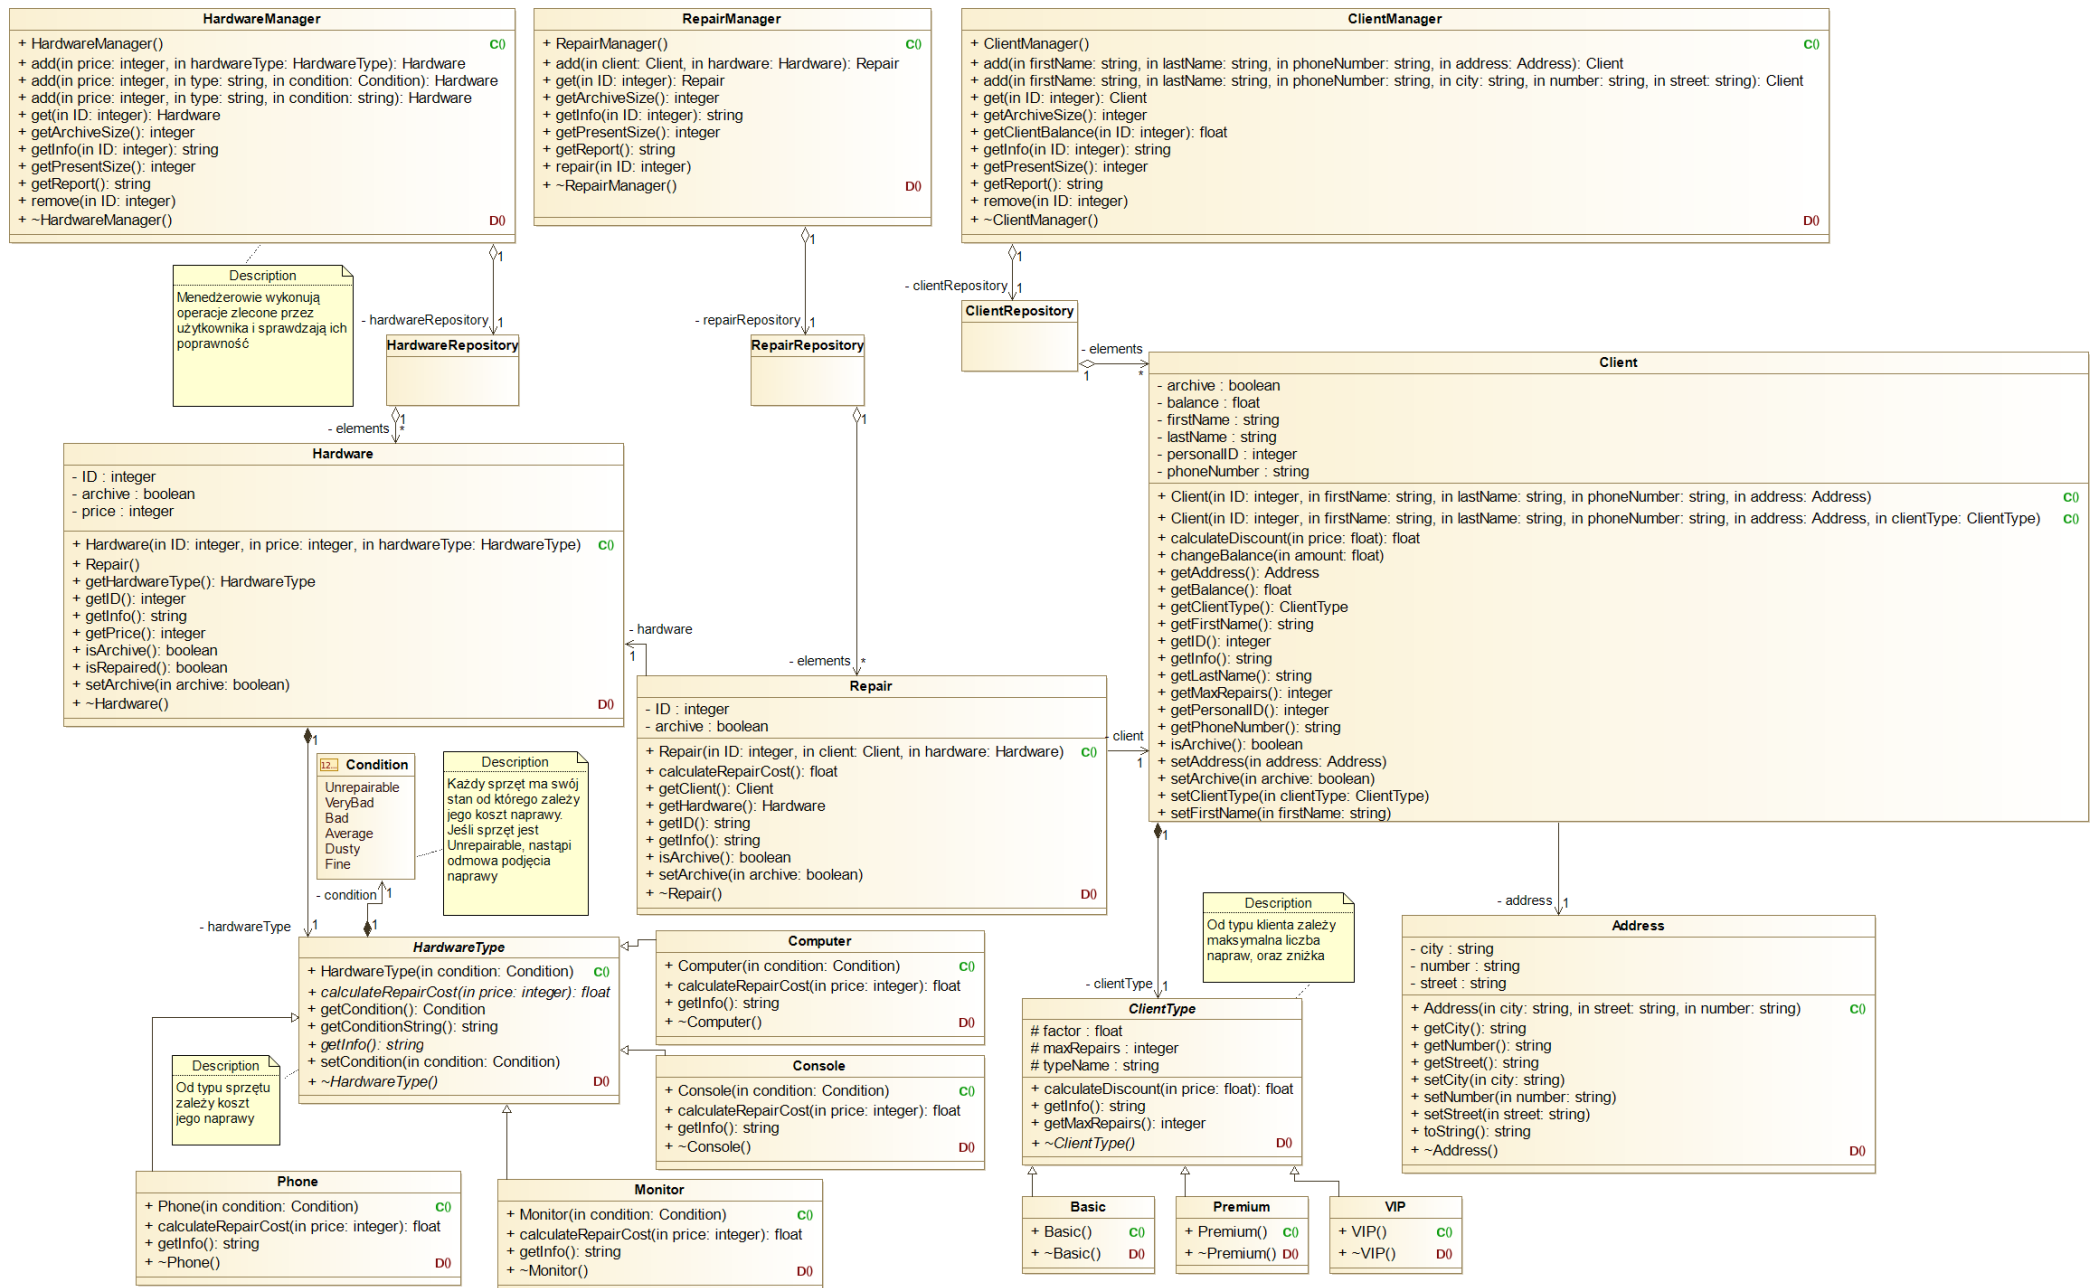 HardwareManager
+ HardwareManager() C()
+ add(in price: integer, in hardwareType: HardwareType): Hardware
+ add(in price: integer, in type: string, in condition: Condition): Hardware
+ add(in price: integer, in type: string, in condition: string): Hardware
+ get(in ID: integer): Hardware
+ getArchiveSize(): integer
+ getInfo(in ID: integer): string
+ getPresentSize(): integer
+ getReport(): string
+ remove(in ID: integer)
+ ~HardwareManager() D()
RepairManager
+ RepairManager() C()
+ add(in client: Client, in hardware: Hardware): Repair
+ get(in ID: integer): Repair
+ getArchiveSize(): integer
+ getInfo(in ID: integer): string
+ getPresentSize(): integer
+ getReport(): string
+ repair(in ID: integer)
+ ~RepairManager() D()
ClientManager
+ ClientManager() C()
+ add(in firstName: string, in lastName: string, in phoneNumber: string, in address: Address): Client
+ add(in firstName: string, in lastName: string, in phoneNumber: string, in city: string, in number: string, in street: string): Client
+ get(in ID: integer): Client
+ getArchiveSize(): integer
+ getClientBalance(in ID: integer): float
+ getInfo(in ID: integer): string
+ getPresentSize(): integer
+ getReport(): string
+ remove(in ID: integer)
+ ~ClientManager() D()
Description
Menedżerowie wykonują
operacje zlecone przez
użytkownika i sprawdzają ich
poprawność
1
- hardwareRepository 1
HardwareRepository
1
- elements *
1
- repairRepository 1
RepairRepository
1
- elements *
1
- clientRepository 1
ClientRepository
- elements
1 *
Hardware
- ID : integer
- archive : boolean
- price : integer
+ Hardware(in ID: integer, in price: integer, in hardwareType: HardwareType) C()
+ Repair()
+ getHardwareType(): HardwareType
+ getID(): integer
+ getInfo(): string
+ getPrice(): integer
+ isArchive(): boolean
+ isRepaired(): boolean
+ setArchive(in archive: boolean)
+ ~Hardware() D()
- hardware
1
Repair
- ID : integer
- archive : boolean
+ Repair(in ID: integer, in client: Client, in hardware: Hardware) C()
+ calculateRepairCost(): float
+ getClient(): Client
+ getHardware(): Hardware
+ getID(): string
+ getInfo(): string
+ isArchive(): boolean
+ setArchive(in archive: boolean)
+ ~Repair() D()
- client
1
Client
- archive : boolean
- balance : float
- firstName : string
- lastName : string
- personalID : integer
- phoneNumber : string
+ Client(in ID: integer, in firstName: string, in lastName: string, in phoneNumber: string, in address: Address) C()
+ Client(in ID: integer, in firstName: string, in lastName: string, in phoneNumber: string, in address: Address, in clientType: ClientType) C()
+ calculateDiscount(in price: float): float
+ changeBalance(in amount: float)
+ getAddress(): Address
+ getBalance(): float
+ getClientType(): ClientType
+ getFirstName(): string
+ getID(): integer
+ getInfo(): string
+ getLastName(): string
+ getMaxRepairs(): integer
+ getPersonalID(): integer
+ getPhoneNumber(): string
+ isArchive(): boolean
+ setAddress(in address: Address)
+ setArchive(in archive: boolean)
+ setClientType(in clientType: ClientType)
+ setFirstName(in firstName: string)
1
12... Condition
Unrepairable
VeryBad
Bad
Average
Dusty
Fine
Description
Każdy sprzęt ma swój
stan od którego zależy
jego koszt naprawy.
Jeśli sprzęt jest
Unrepairable, nastąpi
odmowa podjęcia
naprawy
- condition 1
- hardwareType 1 1
HardwareType
+ HardwareType(in condition: Condition) C()
+ calculateRepairCost(in price: integer): float
+ getCondition(): Condition
+ getConditionString(): string
+ getInfo(): string
+ setCondition(in condition: Condition)
+ ~HardwareType() D()
Description
Od typu sprzętu
zależy koszt
jego naprawy
Computer
+ Computer(in condition: Condition) C()
+ calculateRepairCost(in price: integer): float
+ getInfo(): string
+ ~Computer() D()
Console
+ Console(in condition: Condition) C()
+ calculateRepairCost(in price: integer): float
+ getInfo(): string
+ ~Console() D()
Phone
+ Phone(in condition: Condition) C()
+ calculateRepairCost(in price: integer): float
+ getInfo(): string
+ ~Phone() D()
Monitor
+ Monitor(in condition: Condition) C()
+ calculateRepairCost(in price: integer): float
+ getInfo(): string
+ ~Monitor() D()
1
Description
Od typu klienta zależy
maksymalna liczba
napraw, oraz zniżka
- clientType 1
ClientType
# factor : float
# maxRepairs : integer
# typeName : string
+ calculateDiscount(in price: float): float
+ getInfo(): string
+ getMaxRepairs(): integer
+ ~ClientType() D()
Basic
+ Basic() C()
+ ~Basic() D()
Premium
+ Premium() C()
+ ~Premium() D()
VIP
+ VIP() C()
+ ~VIP() D()
- address 1
Address
- city : string
- number : string
- street : string
+ Address(in city: string, in street: string, in number: string) C()
+ getCity(): string
+ getNumber(): string
+ getStreet(): string
+ setCity(in city: string)
+ setNumber(in number: string)
+ setStreet(in street: string)
+ toString(): string
+ ~Address() D()